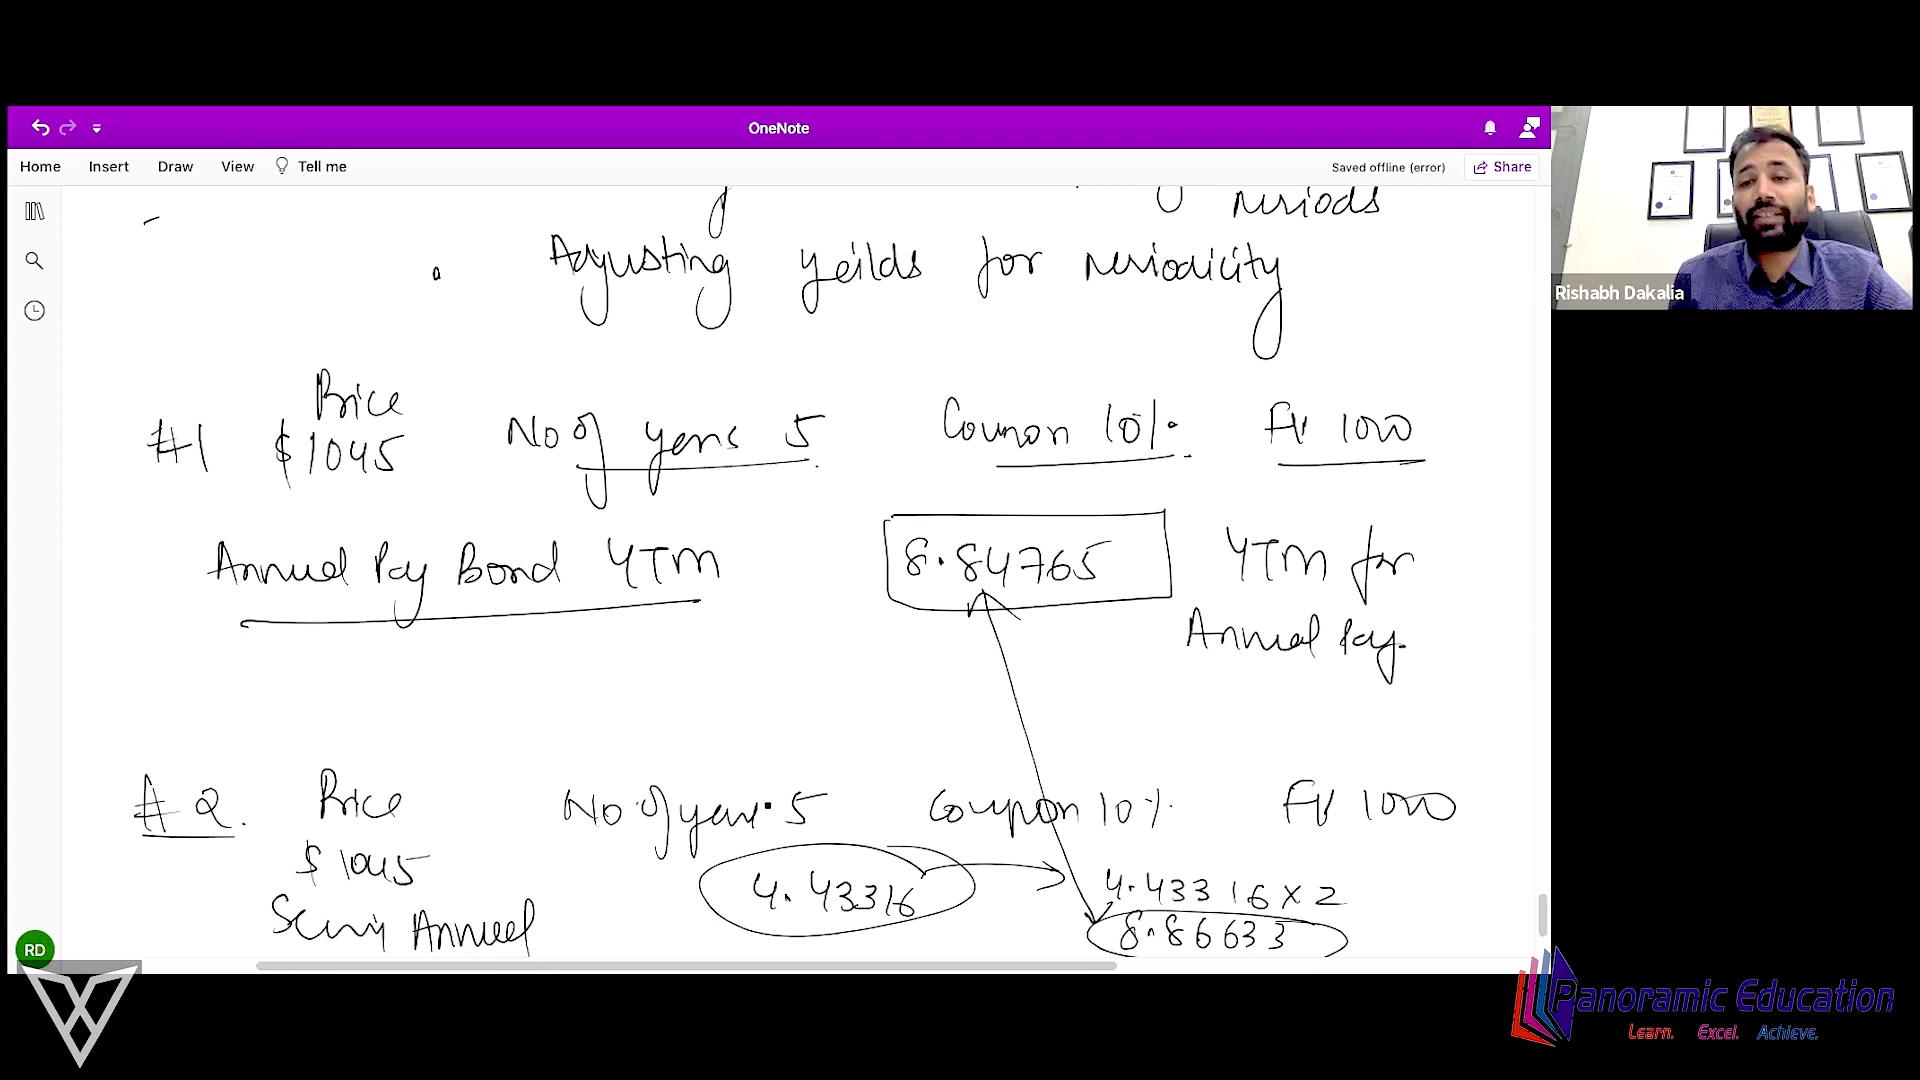 OneNote
Home Insert Draw View Tell me
Saved offline (error) Share
Rishabh Dakalia
periods
Adjusting yeilds for periodicity
Price
#1 $1045 No of years 5 Coupon 10%. FV 1000
Annual Pay Bond YTM 8.84765 YTM for
Annual Pay.
#2. Price No of year. 5 Coupon 10% FV 1000
$1045 4.43316 4.43316 x 2
Semi Annual 8.86633
RD
Panoramic Education
Learn. Excel. Achieve.